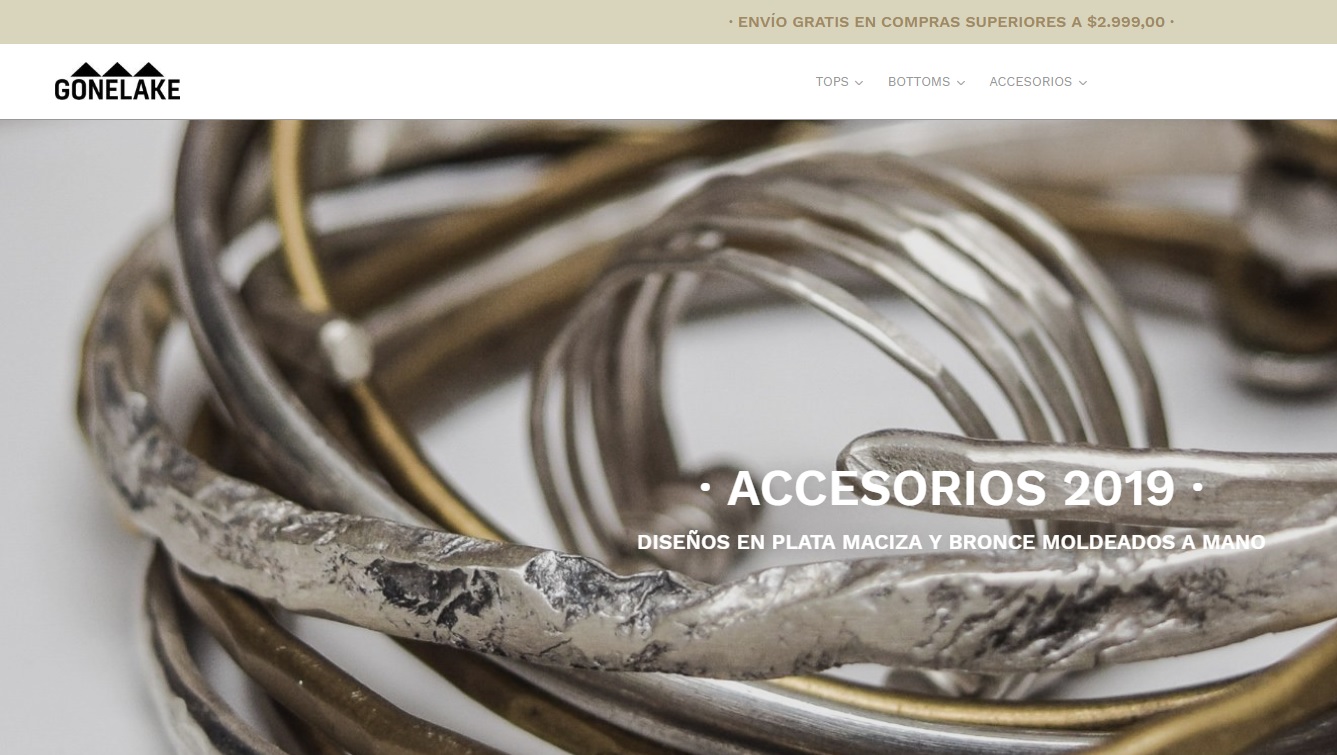 · ENVÍO GRATIS EN COMPRAS SUPERIORES A $2.999,00 ·
GONELAKE
TOPS
BOTTOMS
ACCESORIOS
· ACCESORIOS 2019 ·
DISEÑOS EN PLATA MACIZA Y BRONCE MOLDEADOS A MANO